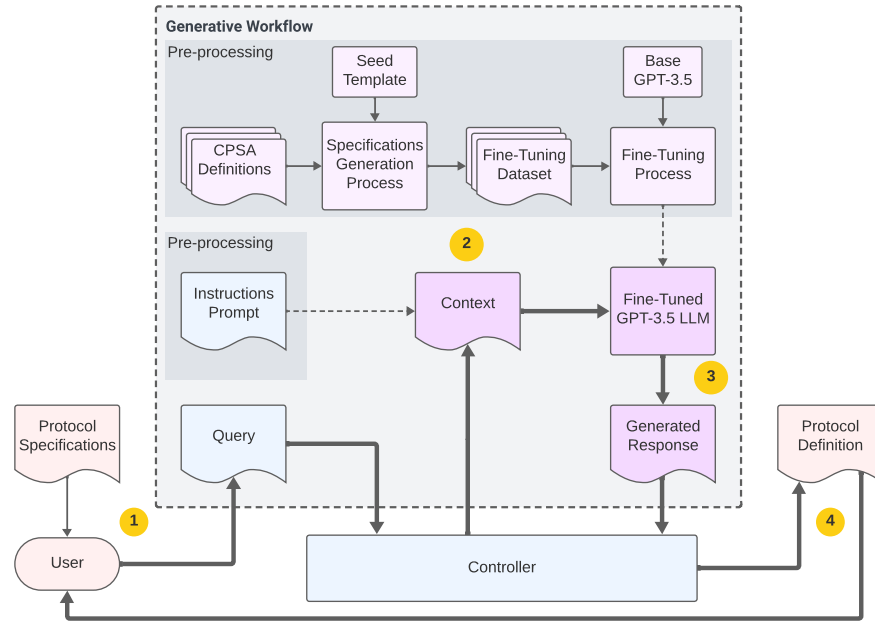 Generative Workflow
Pre-processing
Seed
Template
Base
GPT-3.5
CPSA
Definitions
Specifications
Generation
Process
Fine-Tuning
Dataset
Fine-Tuning
Process
Pre-processing
2
Instructions
Prompt
Context
Fine-Tuned
GPT-3.5 LLM
3
Protocol
Specifications
Query
Generated
Response
Protocol
Definition
1
4
User
Controller